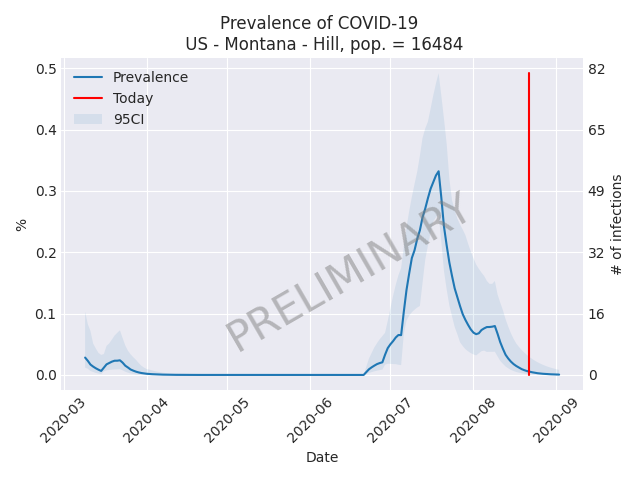 Prevalence of COVID-19
US - Montana - Hill, pop. = 16484
Prevalence
Today
95CI
0.5
0.4
0.3
0.2
0.1
0.0
%
82
65
49
32
16
0
# of infections
PRELIMINARY
2020-03
2020-04
2020-05
2020-06
2020-07
2020-08
2020-09
Date